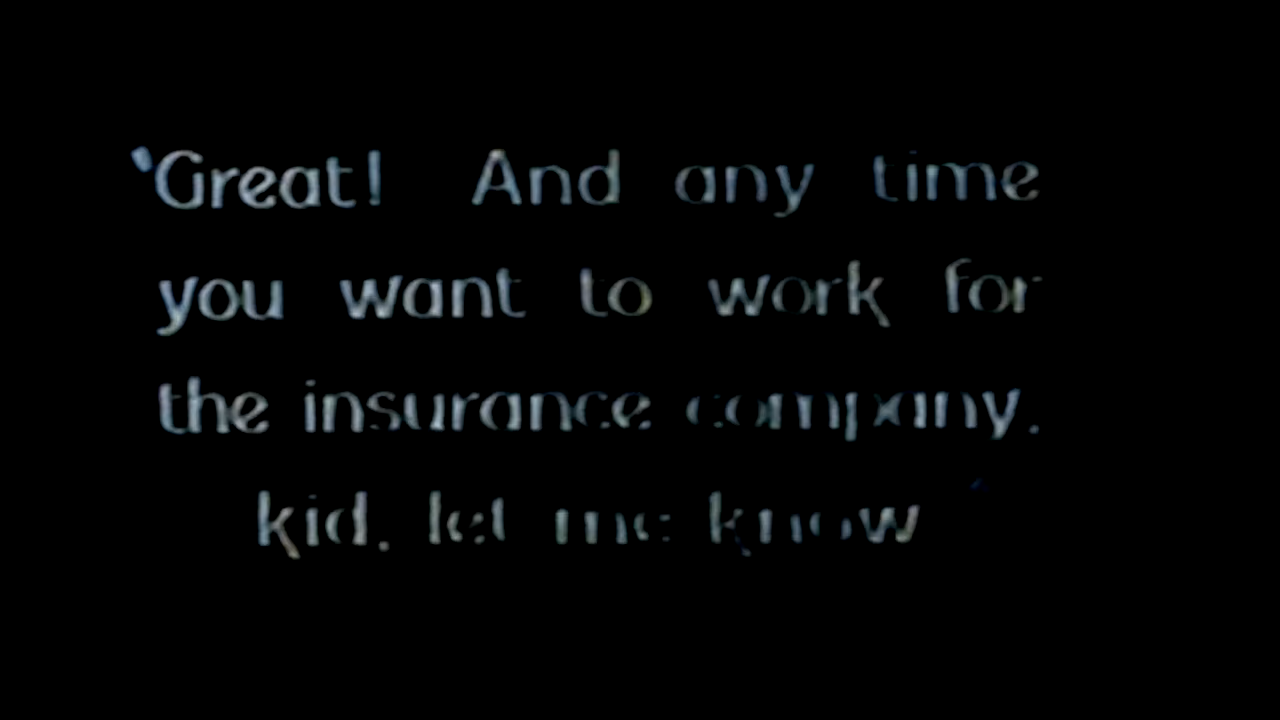 "Great! And any time
you want to work for
the insurance company,
kid, let me know"